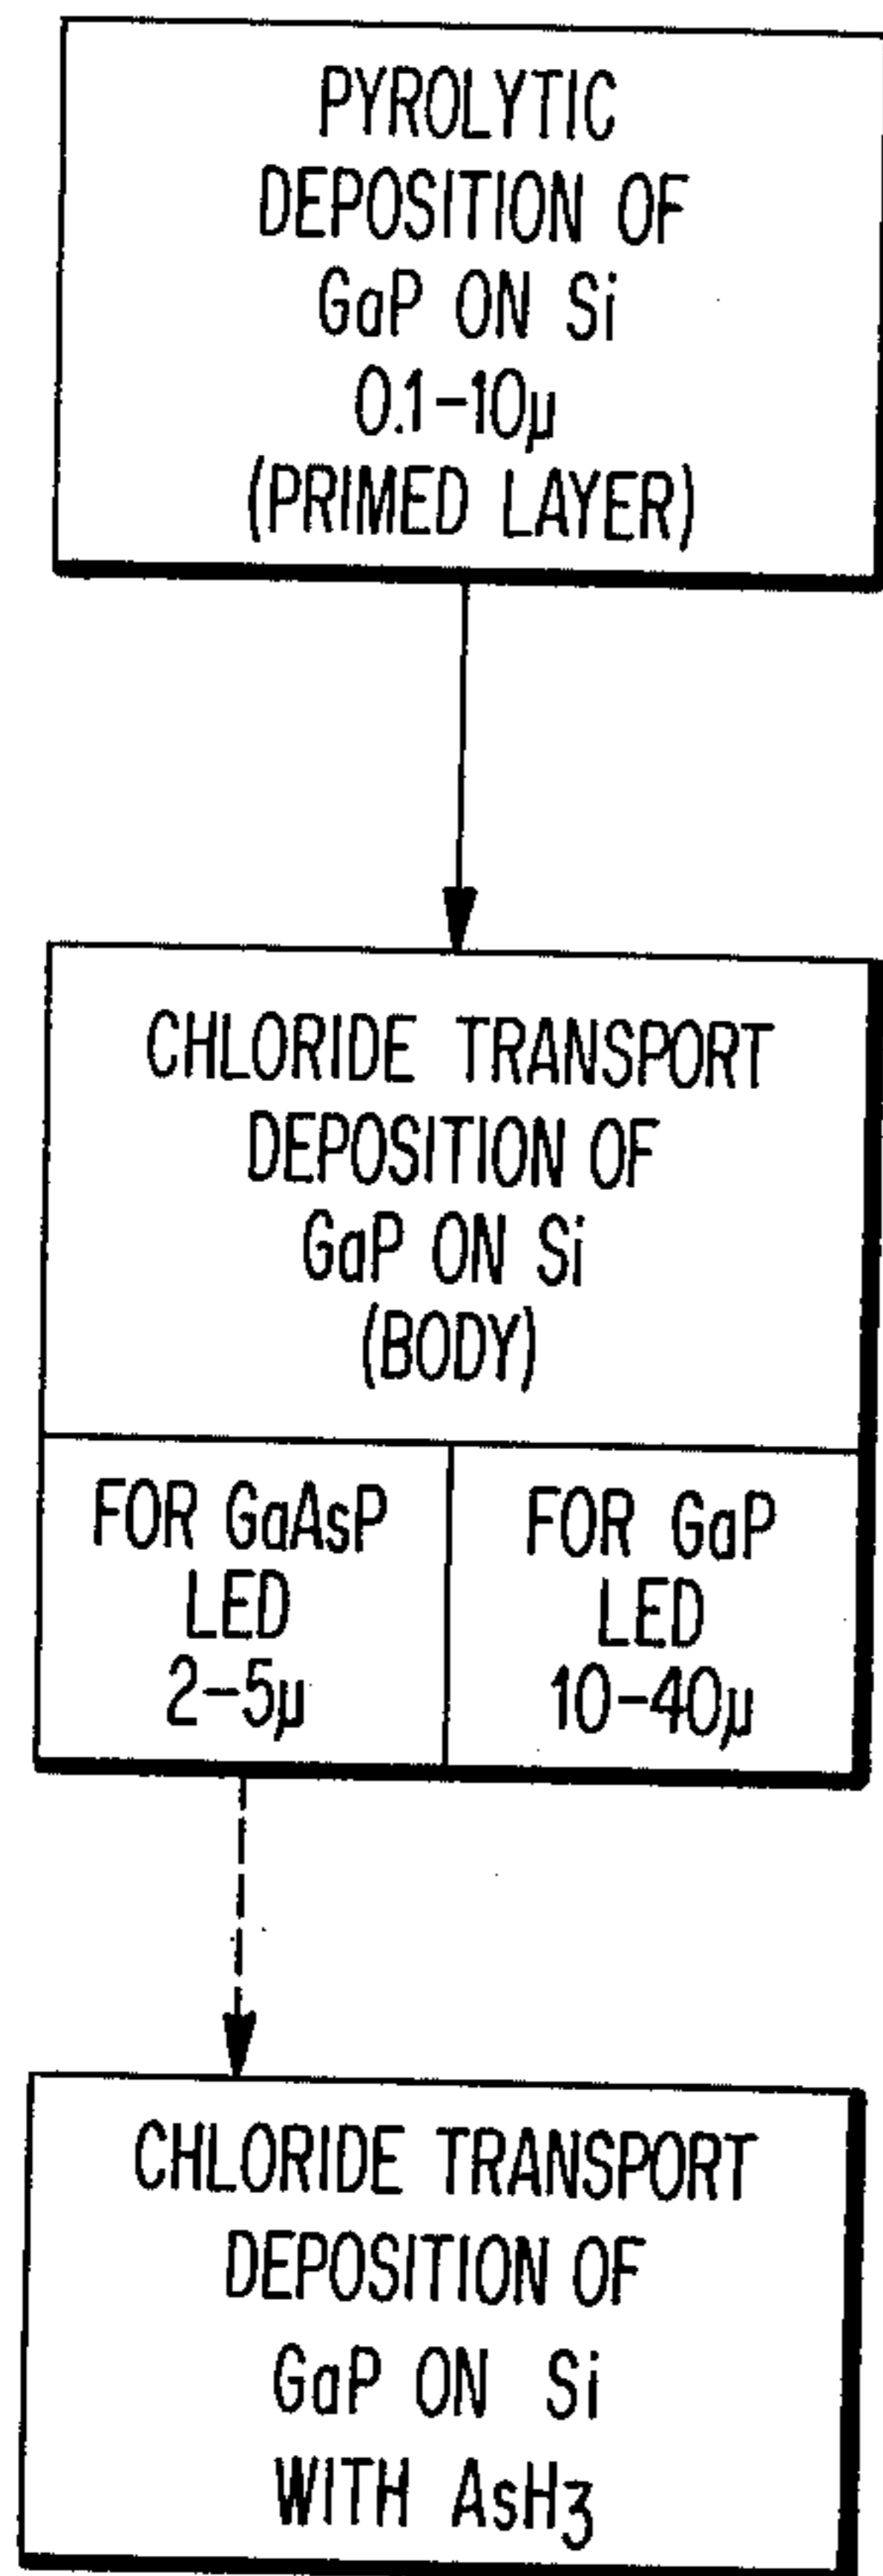 PYROLYTIC
DEPOSITION OF
GaP ON Si
0.1-10µ
(PRIMED LAYER)
CHLORIDE TRANSPORT
DEPOSITION OF
GaP ON Si
(BODY)
FOR GaAsP
LED
2-5µ
FOR GaP
LED
10-40µ
CHLORIDE TRANSPORT
DEPOSITION OF
GaP ON Si
WITH AsH3